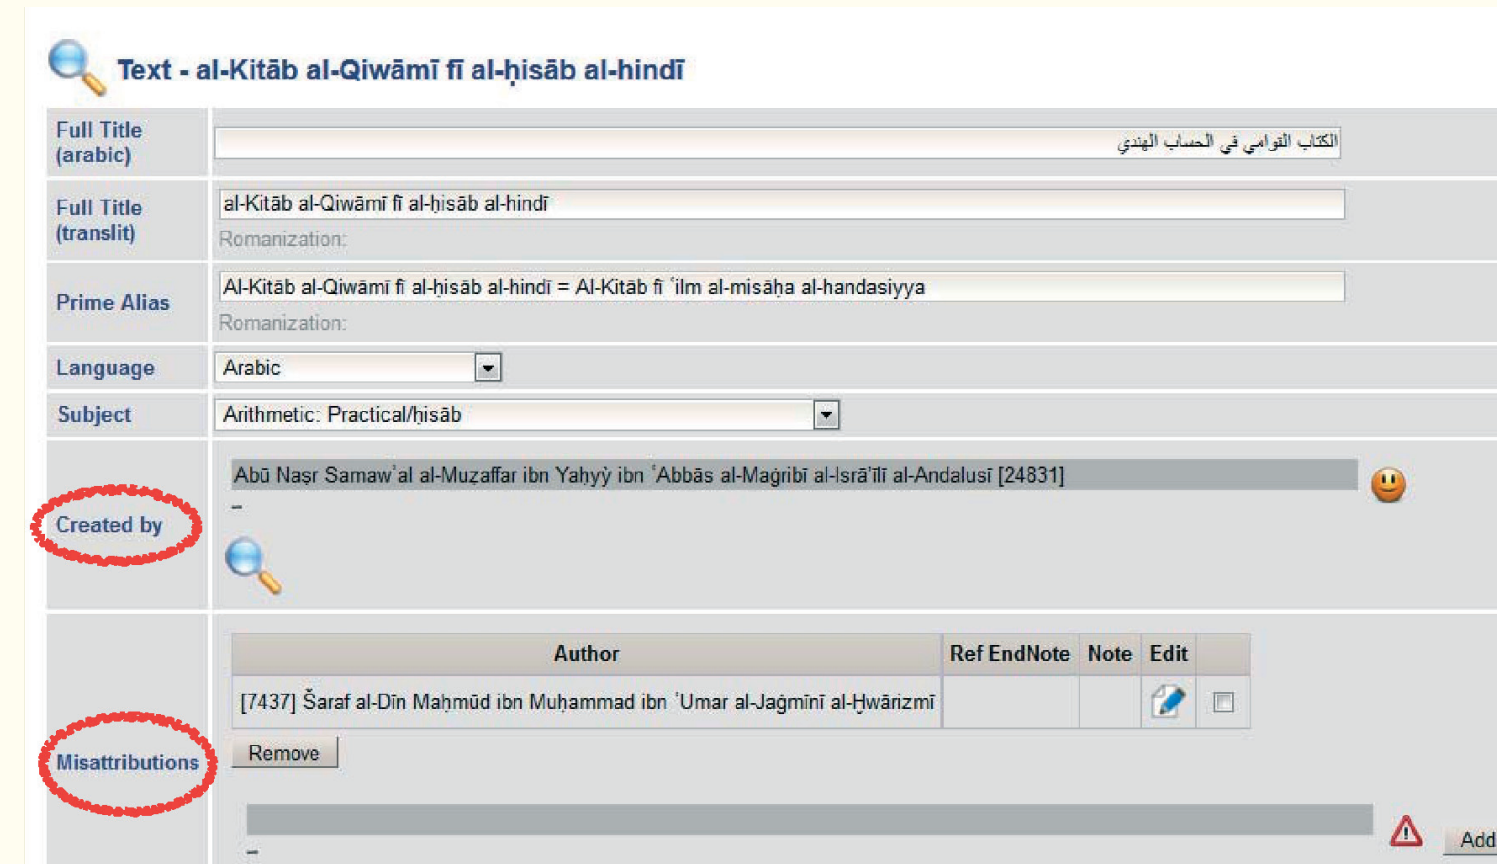 Text - al-Kitāb al-Qiwāmī fī al-ḥisāb al-hindī
Full Title
(arabic)
الكتاب القوامي في الحساب الهندي
Full Title
(translit)
al-Kitāb al-Qiwāmī fī al-ḥisāb al-hindī
Romanization:
Prime Alias
Al-Kitāb al-Qiwāmī fī al-ḥisāb al-hindī = Al-Kitāb fī ʿilm al-misāḥa al-handasiyya
Romanization:
Language
Arabic
Subject
Arithmetic: Practical/ḥisāb
Created by
Abū Naṣr Samawʾal al-Muẓaffar ibn Yaḥyỳ ibn ʿAbbās al-Maġribī al-Isrāʾīlī al-Andalusī [24831]
–
Misattributions
Author Ref EndNote Note Edit
[7437] Šaraf al-Dīn Maḥmūd ibn Muḥammad ibn ʿUmar al-Jaġmīnī al-Ḫwārizmī
Remove
Add
–